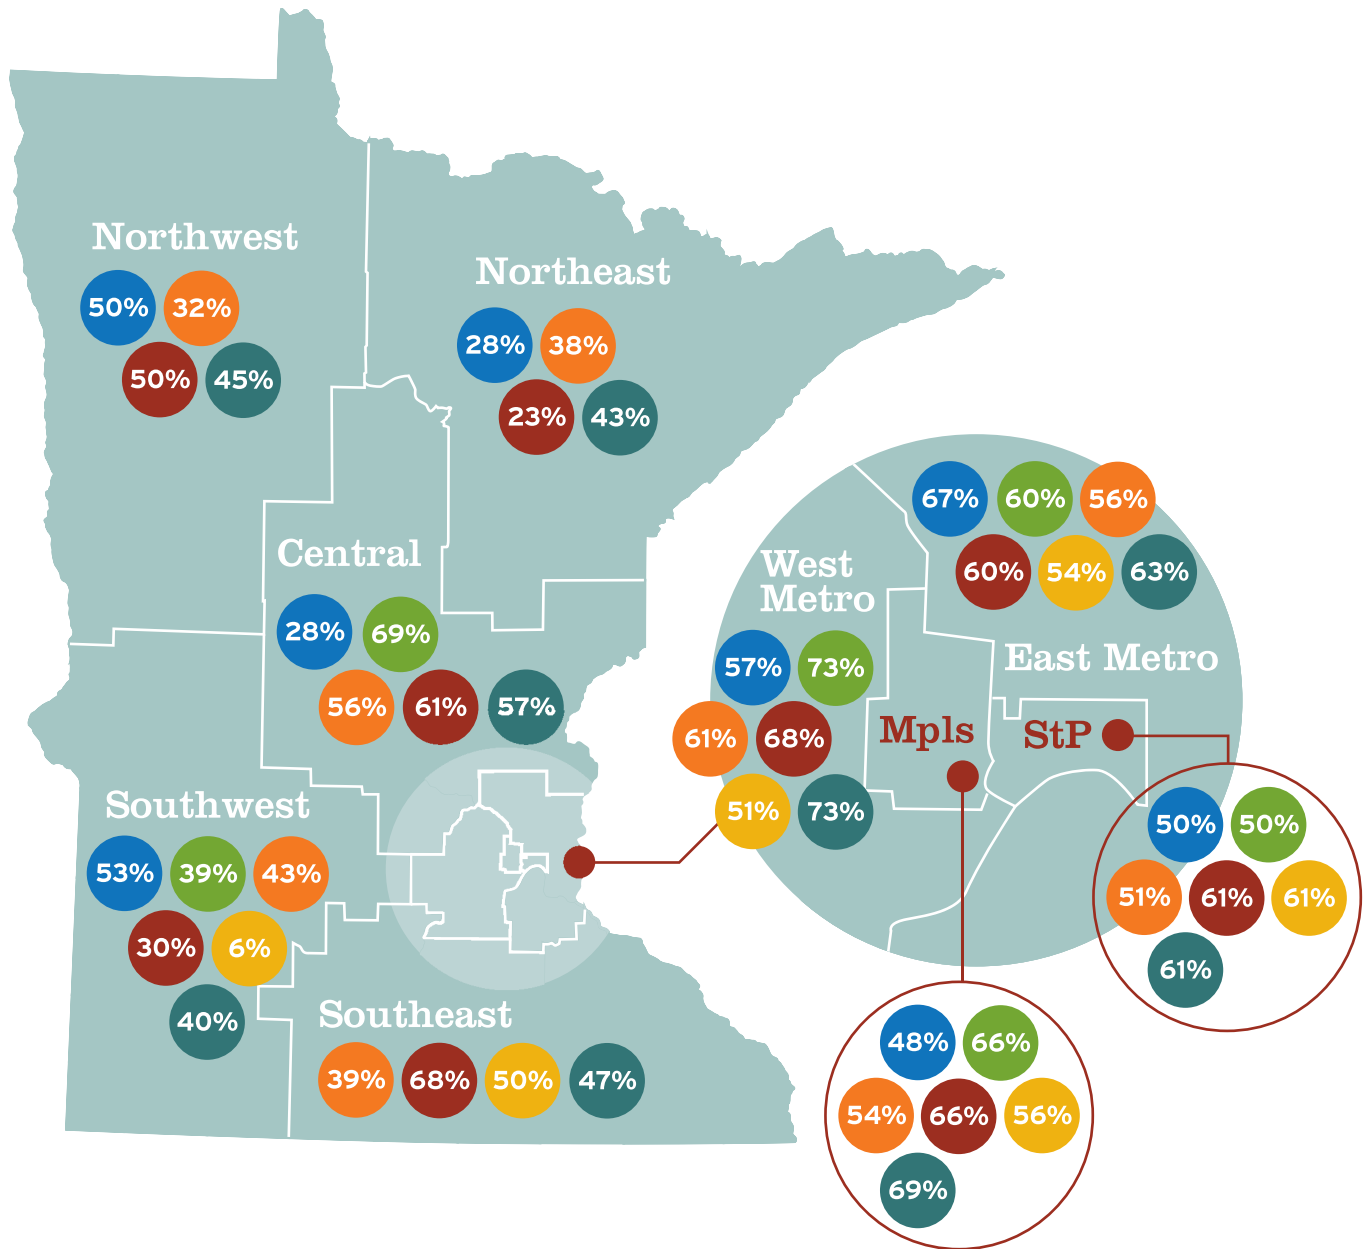 Northwest
50% 32%
50% 45%
Northeast
28% 38%
23% 43%
Central
28% 69%
56% 61% 57%
Southwest
53% 39% 43%
30% 6%
40%
Southeast
39% 68% 50% 47%
West
Metro
57% 73%
61% 68%
51% 73%
67% 60% 56%
60% 54% 63%
East Metro
Mpls
48% 66%
54% 66% 56%
69%
StP
50% 50%
51% 61% 61%
61%